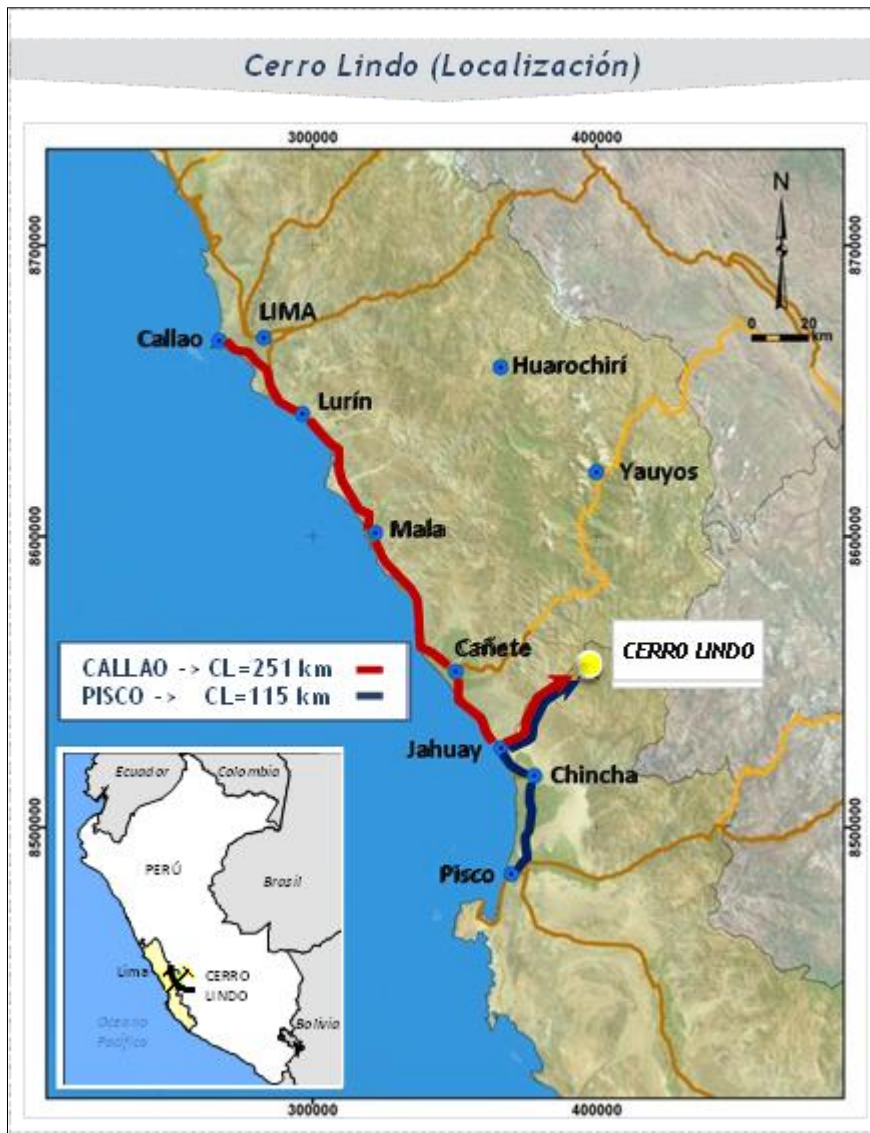 Cerro Lindo (Localización)
300000
400000
8700000
8700000
N
0 20
km
LIMA
Callao
Huarochirí
Lurín
Yauyos
8600000
8600000
Mala
Cañete
CERRO LINDO
CALLAO -> CL=251 km
PISCO -> CL=115 km
Jahuay
Chincha
8500000
8500000
Pisco
Ecuador
Colombia
PERÚ
Brasil
Lima
CERRO
LINDO
Bolivia
Oceano
Pacifico
300000
400000